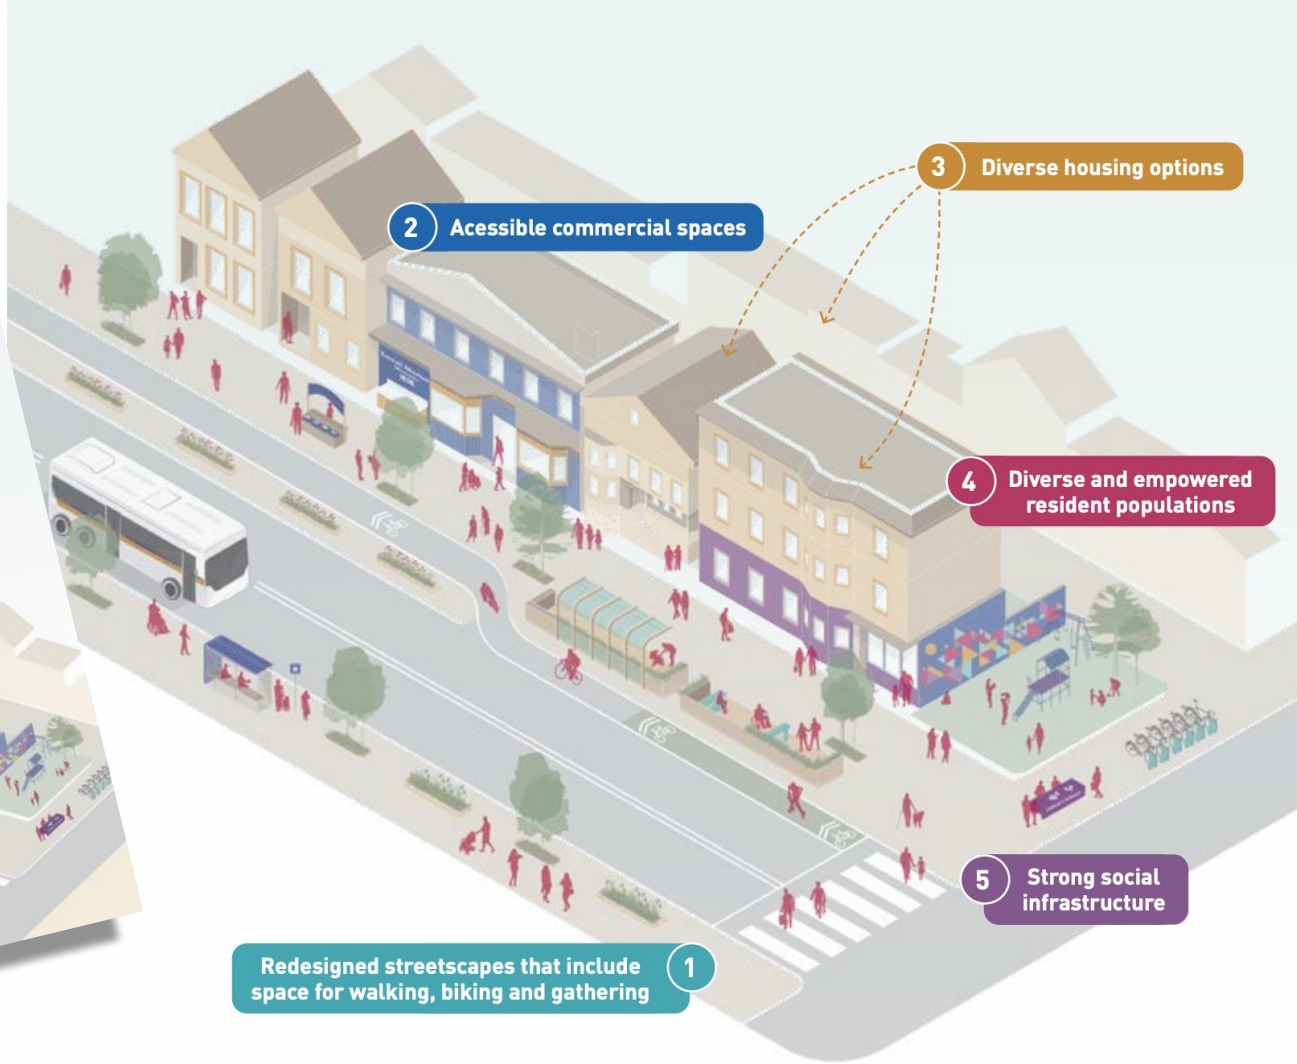 3 Diverse housing options
2 Acessible commercial spaces
4 Diverse and empowered
resident populations
5 Strong social
infrastructure
Redesigned streetscapes that include
space for walking, biking and gathering 1